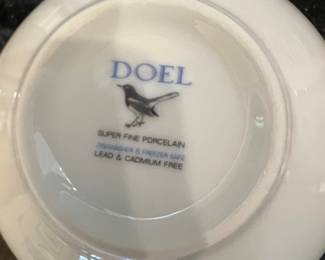 DOEL
SUPER FINE PORCELAIN
DISHWASHER & FREEZER SAFE
LEAD & CADMIUM FREE